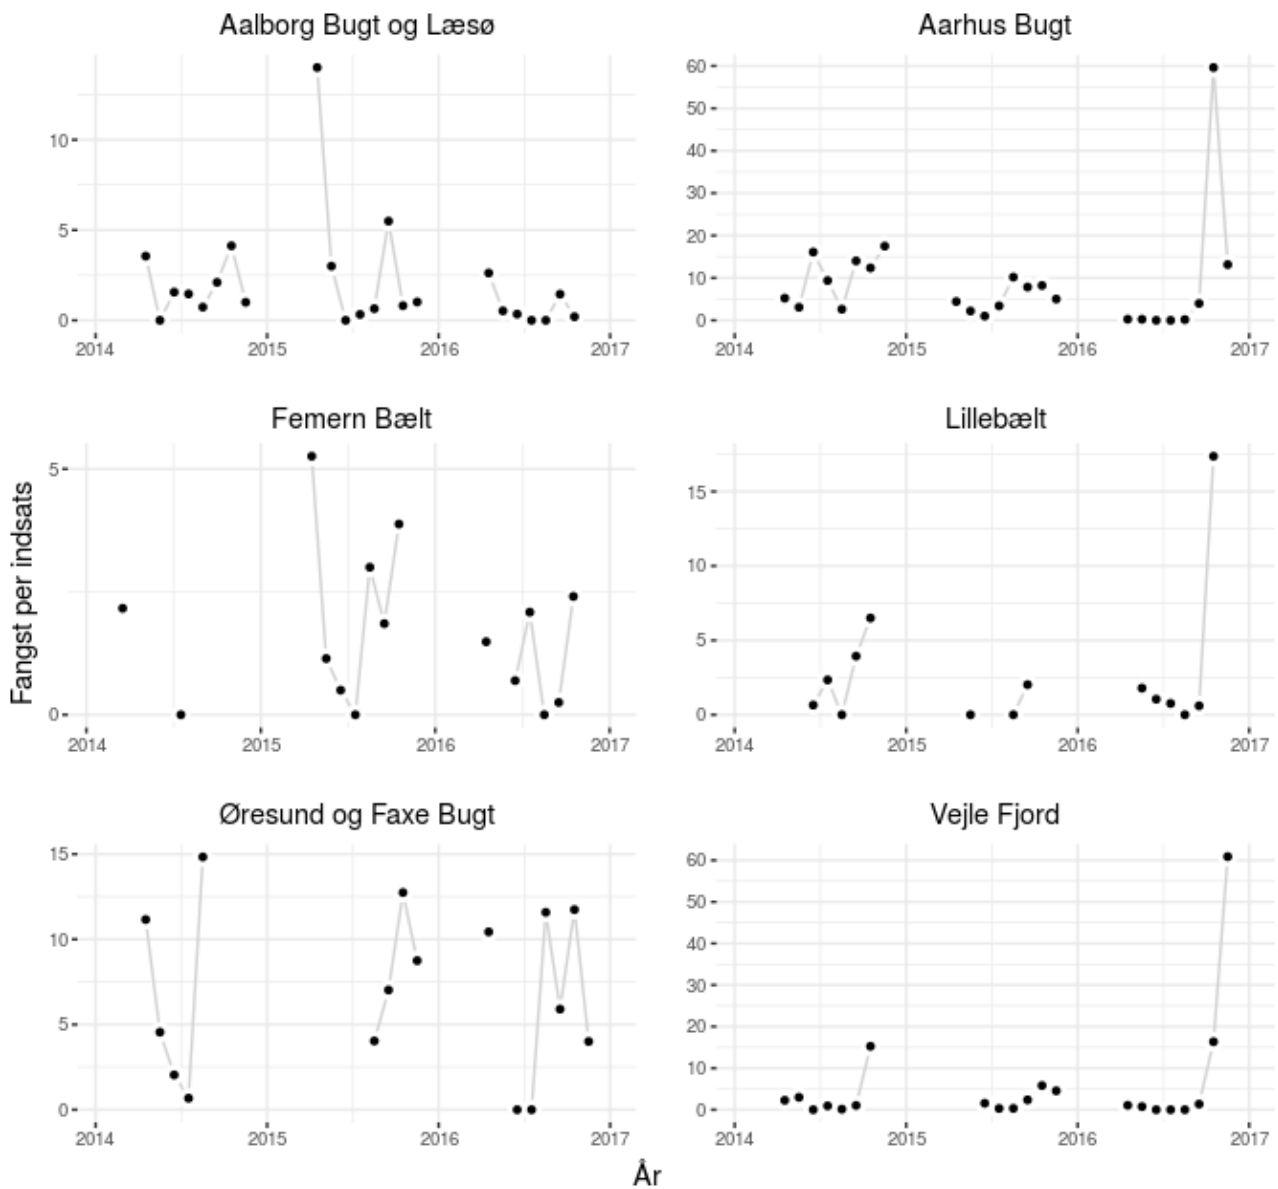 Aalborg Bugt og Læsø
10
5
0
2014 2015 2016 2017
Aarhus Bugt
60
50
40
30
20
10
0
2014 2015 2016 2017
Fangst per indsats
Femern Bælt
5
0
2014 2015 2016 2017
Lillebælt
15
10
5
0
2014 2015 2016 2017
Øresund og Faxe Bugt
15
10
5
0
2014 2015 2016 2017
Vejle Fjord
60
50
40
30
20
10
0
2014 2015 2016 2017
År